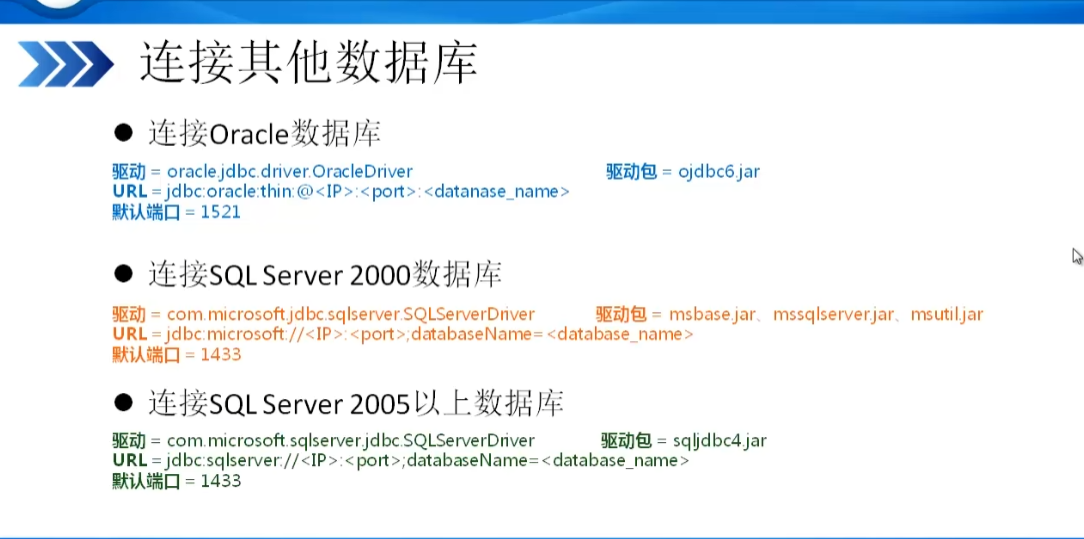 连接其他数据库
● 连接Oracle数据库
驱动 = oracle.jdbc.driver.OracleDriver 驱动包 = ojdbc6.jar
URL = jdbc:oracle:thin:@<IP>:<port>:<datanase_name>
默认端口 = 1521
● 连接SQL Server 2000数据库
驱动 = com.microsoft.jdbc.sqlserver.SQLServerDriver 驱动包 = msbase.jar、mssqlserver.jar、msutil.jar
URL = jdbc:microsoft://<IP>:<port>;databaseName=<database_name>
默认端口 = 1433
● 连接SQL Server 2005以上数据库
驱动 = com.microsoft.sqlserver.jdbc.SQLServerDriver 驱动包 = sqljdbc4.jar
URL = jdbc:sqlserver://<IP>:<port>;databaseName=<database_name>
默认端口 = 1433